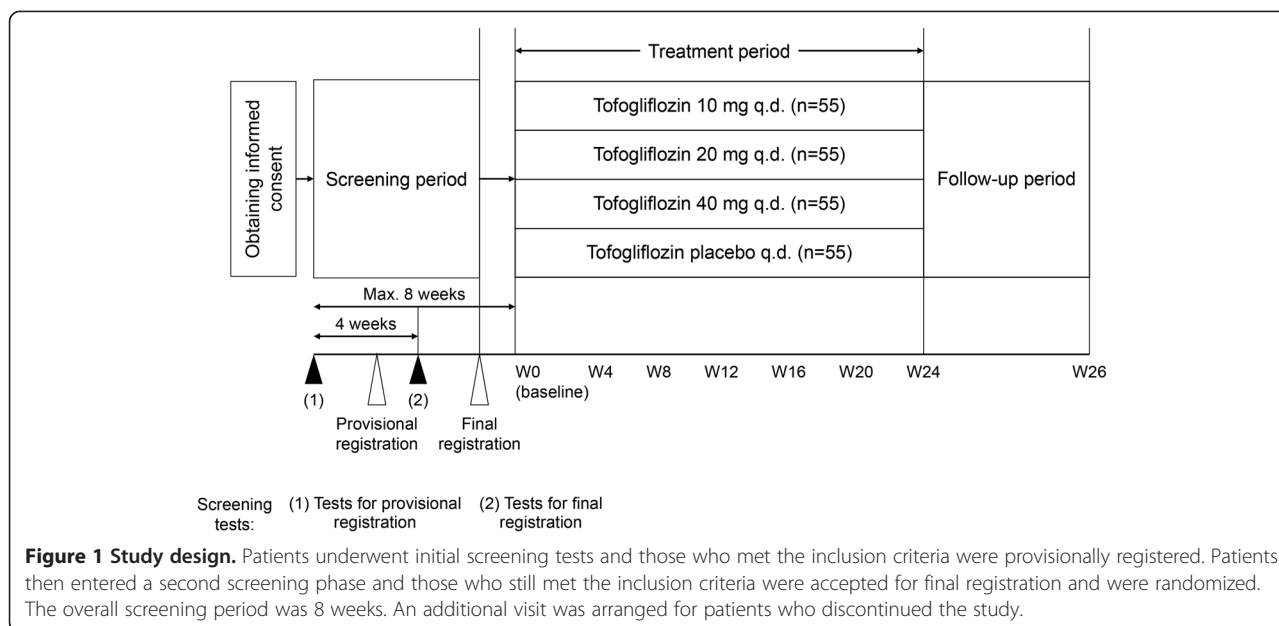 Treatment period
Obtaining informed
consent
Screening period
Tofogliflozin 10 mg q.d. (n=55)
Tofogliflozin 20 mg q.d. (n=55)
Tofogliflozin 40 mg q.d. (n=55)
Tofogliflozin placebo q.d. (n=55)
Follow-up period
Max. 8 weeks
4 weeks
W0 W4 W8 W12 W16 W20 W24 W26
(baseline)
(1) (2)
Provisional
registration
Final
registration
Screening
tests:
(1) Tests for provisional
registration
(2) Tests for final
registration
Figure 1 Study design. Patients underwent initial screening tests and those who met the inclusion criteria were provisionally registered. Patients
then entered a second screening phase and those who still met the inclusion criteria were accepted for final registration and were randomized.
The overall screening period was 8 weeks. An additional visit was arranged for patients who discontinued the study.